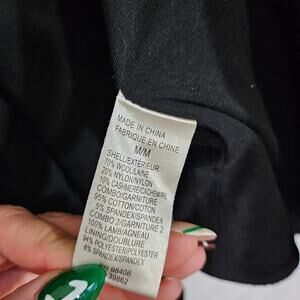 MADE IN CHINA
FABRIQUE EN CHINE
M/M
SHELL/EXTERIEUR
70% WOOL/LAINE
20% NYLON/NYLON
10% CASHMERE/CACHEMIRE
COMBO/GARNITURE
95% COTTON/COTON
5% SPANDEX/SPANDEX
COMBO 2/GARNITURE 2
100% LAMB/AGNEAU
LINING/DOUBLURE
94% POLYESTER/POLYESTER
6% SPANDEX/SPANDEX
RN 66406